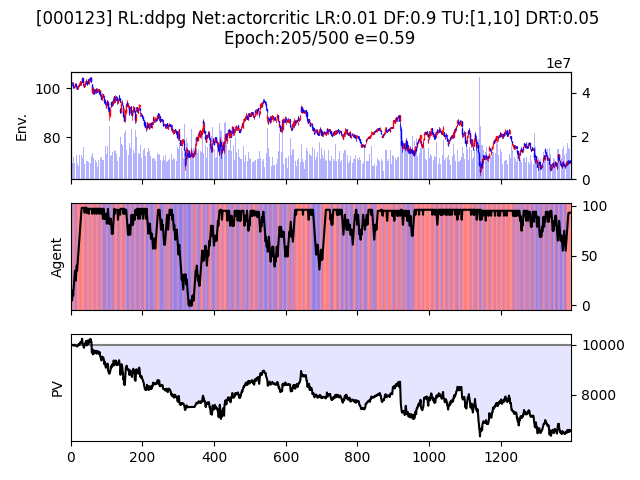 [000123] RL:ddpg Net:actorcritic LR:0.01 DF:0.9 TU:[1,10] DRT:0.05
Epoch:205/500 e=0.59
1e7
100
80
Env.
4
2
0
Agent
100
50
0
PV
10000
8000
0 200 400 600 800 1000 1200